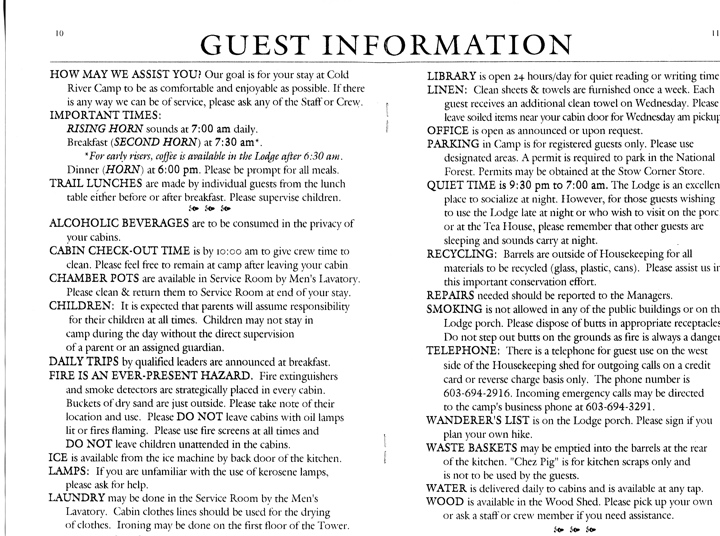 10
11
GUEST INFORMATION
HOW MAY WE ASSIST YOU? Our goal is for your stay at Cold
River Camp to be as comfortable and enjoyable as possible. If there
is any way we can be of service, please ask any of the Staff or Crew.
IMPORTANT TIMES:
RISING HORN sounds at 7:00 am daily.
Breakfast (SECOND HORN) at 7:30 am*.
*For early risers, coffee is available in the Lodge after 6:30 am.
Dinner (HORN) at 6:00 pm. Please be prompt for all meals.
TRAIL LUNCHES are made by individual guests from the lunch
table either before or after breakfast. Please supervise children.
ALCOHOLIC BEVERAGES are to be consumed in the privacy of
your cabins.
CABIN CHECK-OUT TIME is by 10:00 am to give crew time to
clean. Please feel free to remain at camp after leaving your cabin
CHAMBER POTS are available in Service Room by Men's Lavatory.
Please clean & return them to Service Room at end of your stay.
CHILDREN: It is expected that parents will assume responsibility
for their children at all times. Children may not stay in
camp during the day without the direct supervision
of a parent or an assigned guardian.
DAILY TRIPS by qualified leaders are announced at breakfast.
FIRE IS AN EVER-PRESENT HAZARD. Fire extinguishers
and smoke detectors are strategically placed in every cabin.
Buckets of dry sand are just outside. Please take note of their
location and use. Please DO NOT leave cabins with oil lamps
lit or fires flaming. Please use fire screens at all times and
DO NOT leave children unattended in the cabins.
ICE is available from the ice machine by back door of the kitchen.
LAMPS: If you are unfamiliar with the use of kerosene lamps,
please ask for help.
LAUNDRY may be done in the Service Room by the Men's
Lavatory. Cabin clothes lines should be used for the drying
of clothes. Ironing may be done on the first floor of the Tower.
LIBRARY is open 24 hours/day for quiet reading or writing time
LINEN: Clean sheets & towels are furnished once a week. Each
guest receives an additional clean towel on Wednesday. Please
leave soiled items near your cabin door for Wednesday am pickup
OFFICE is open as announced or upon request.
PARKING in Camp is for registered guests only. Please use
designated areas. A permit is required to park in the National
Forest. Permits may be obtained at the Stow Corner Store.
QUIET TIME is 9:30 pm to 7:00 am. The Lodge is an excellen
place to socialize at night. However, for those guests wishing
to use the Lodge late at night or who wish to visit on the porc
or at the Tea House, please remember that other guests are
sleeping and sounds carry at night.
RECYCLING: Barrels are outside of Housekeeping for all
materials to be recycled (glass, plastic, cans). Please assist us in
this important conservation effort.
REPAIRS needed should be reported to the Managers.
SMOKING is not allowed in any of the public buildings or on th
Lodge porch. Please dispose of butts in appropriate receptacles
Do not step out butts on the grounds as fire is always a danger
TELEPHONE: There is a telephone for guest use on the west
side of the Housekeeping shed for outgoing calls on a credit
card or reverse charge basis only. The phone number is
603-694-2916. Incoming emergency calls may be directed
to the camp's business phone at 603-694-3291.
WANDERER'S LIST is on the Lodge porch. Please sign if you
plan your own hike.
WASTE BASKETS may be emptied into the barrels at the rear
of the kitchen. "Chez Pig" is for kitchen scraps only and
is not to be used by the guests.
WATER is delivered daily to cabins and is available at any tap.
WOOD is available in the Wood Shed. Please pick up your own
or ask a staff or crew member if you need assistance.